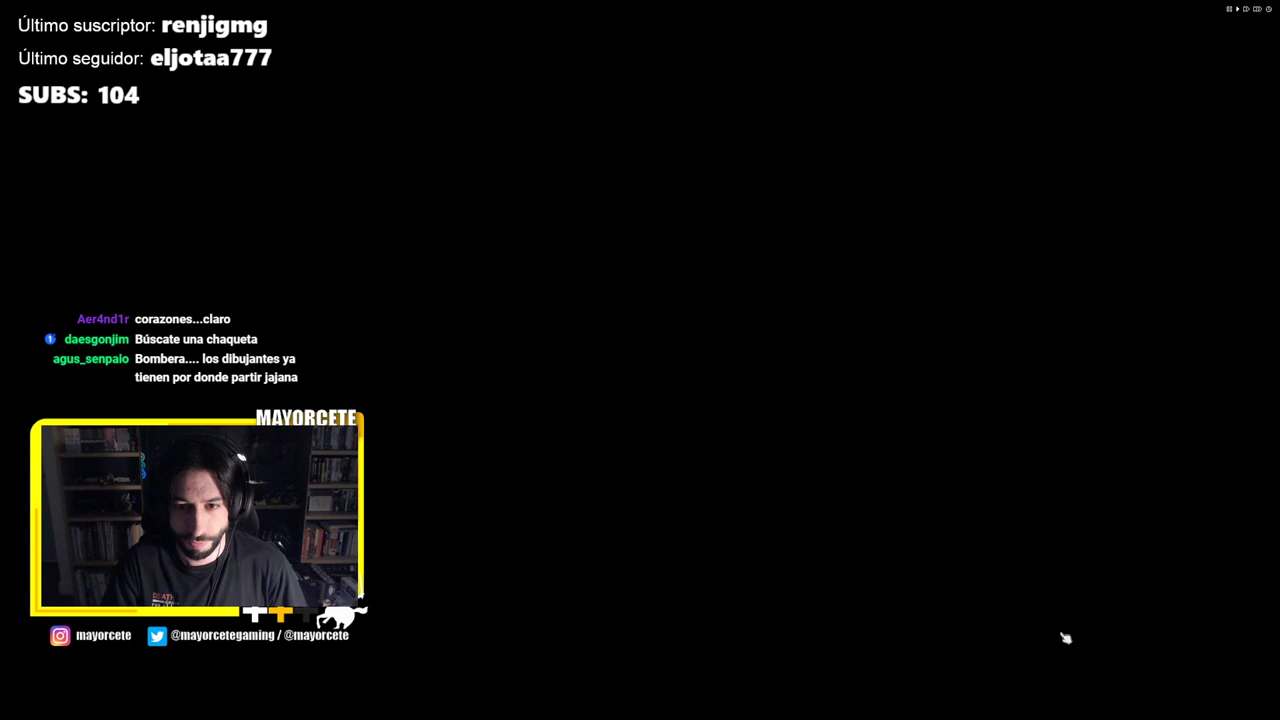 Último suscriptor: renjigmg
Último seguidor: eljotaa777
SUBS: 104
Aer4nd1r corazones...claro
daesgonjim Búscate una chaqueta
agus_senpaio Bombera.... los dibujantes ya
tienen por donde partir jajana
MAYORCETE
DEATH
mayorcete
@mayorcetegaming / @mayorcete